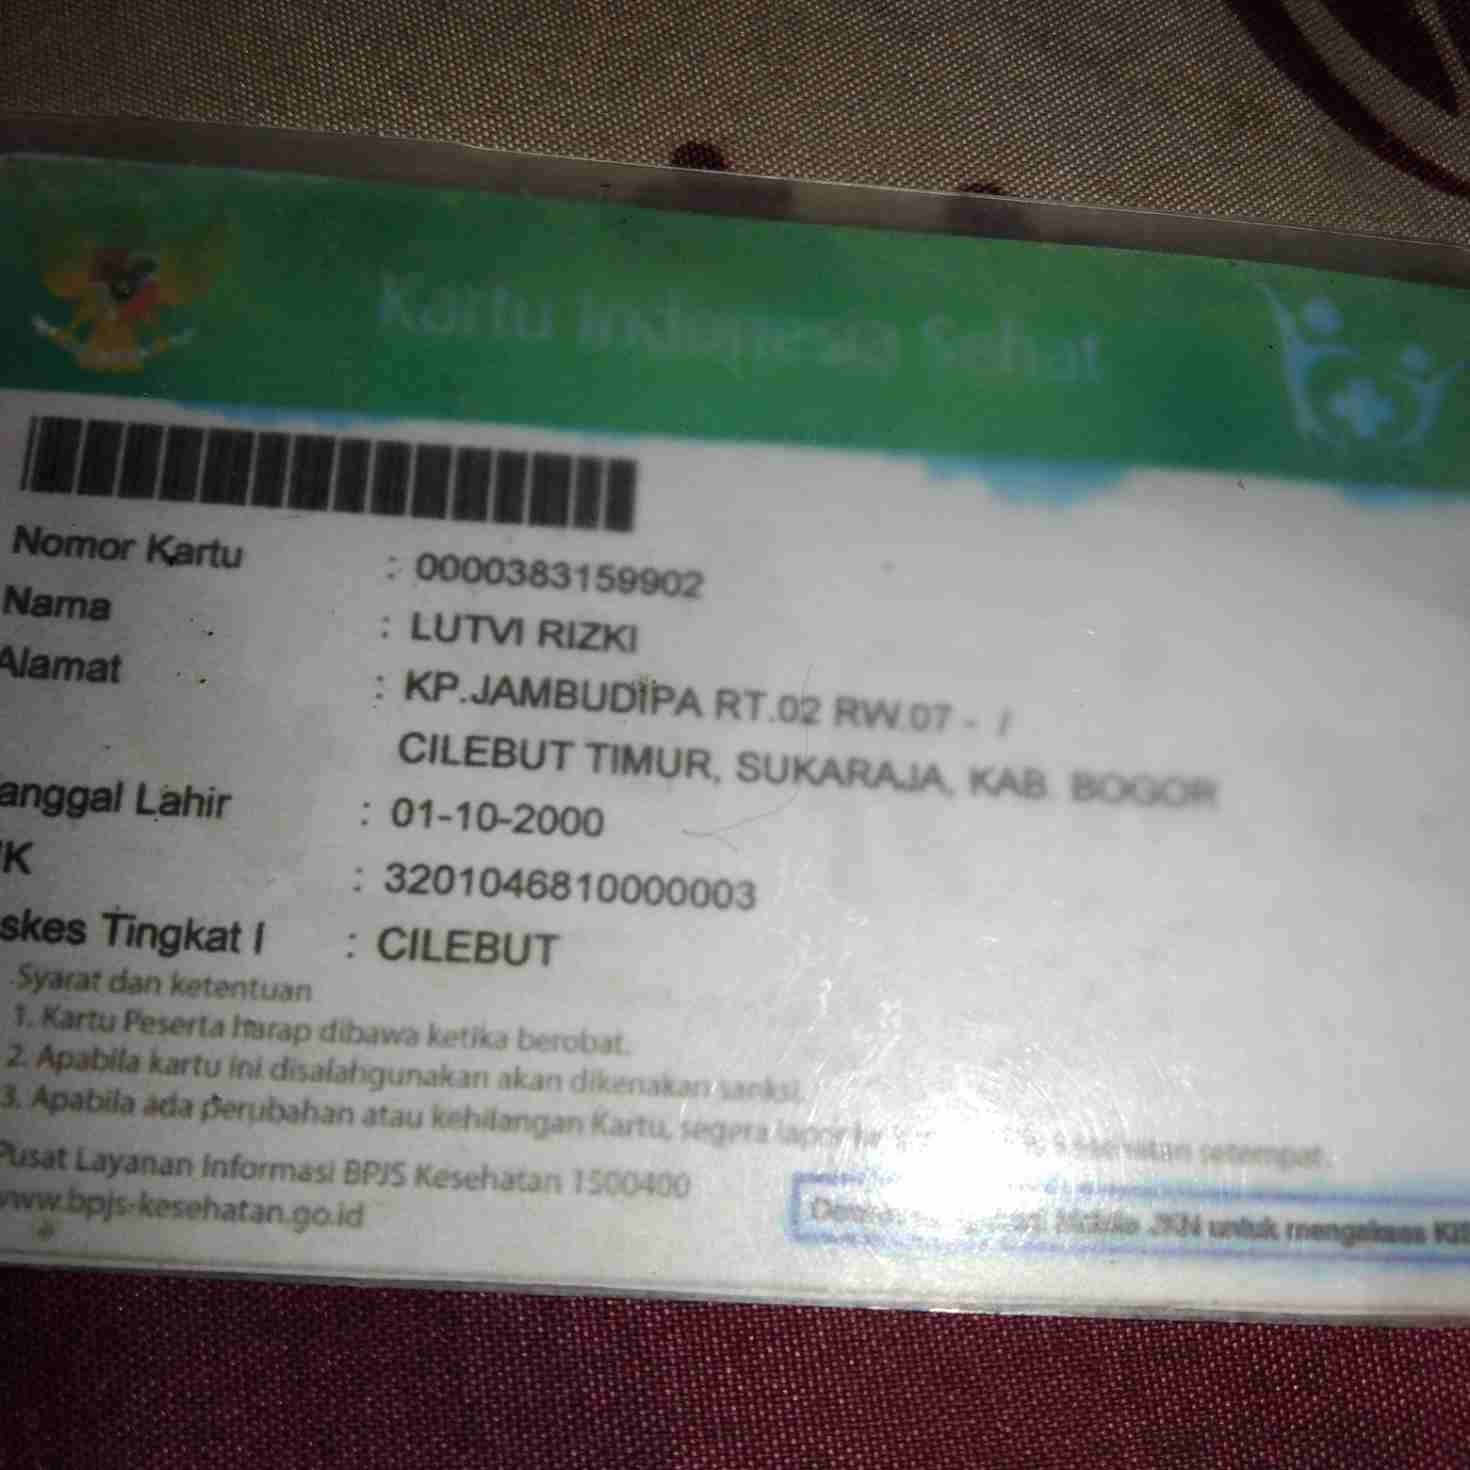 Kartu Indonesia Sehat
Nomor Kartu : 0000383159902
Nama : LUTVI RIZKI
Alamat : KP.JAMBUDIPA RT.02 RW.07 - /
CILEBUT TIMUR, SUKARAJA, KAB. BOGOR
anggal Lahir : 01-10-2000
IK : 3201046810000003
skes Tingkat I : CILEBUT
Syarat dan ketentuan
1. Kartu Peserta harap dibawa ketika berobat.
2. Apabila kartu ini disalahgunakan akan dikenakan sanksi.
3. Apabila ada perubahan atau kehilangan Kartu, segera lapor setempat.
Pusat Layanan Informasi BPJS Kesehatan 1500400
www.bpjs-kesehatan.go.id
JKN untuk mengakses KIS